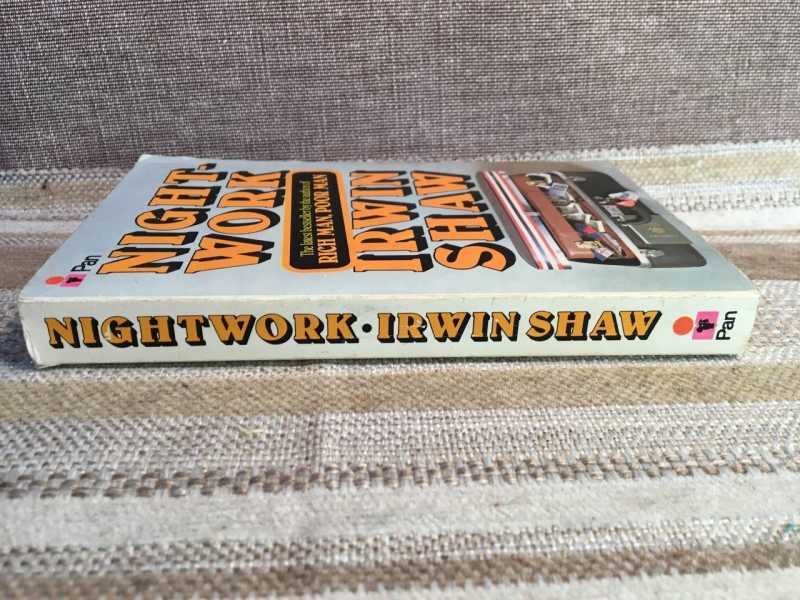 NIGHT-
WORK
The latest bestseller by the author of
RICH MAN, POOR MAN
IRWIN
SHAW
Pan
NIGHTWORK · IRWIN SHAW
Pan